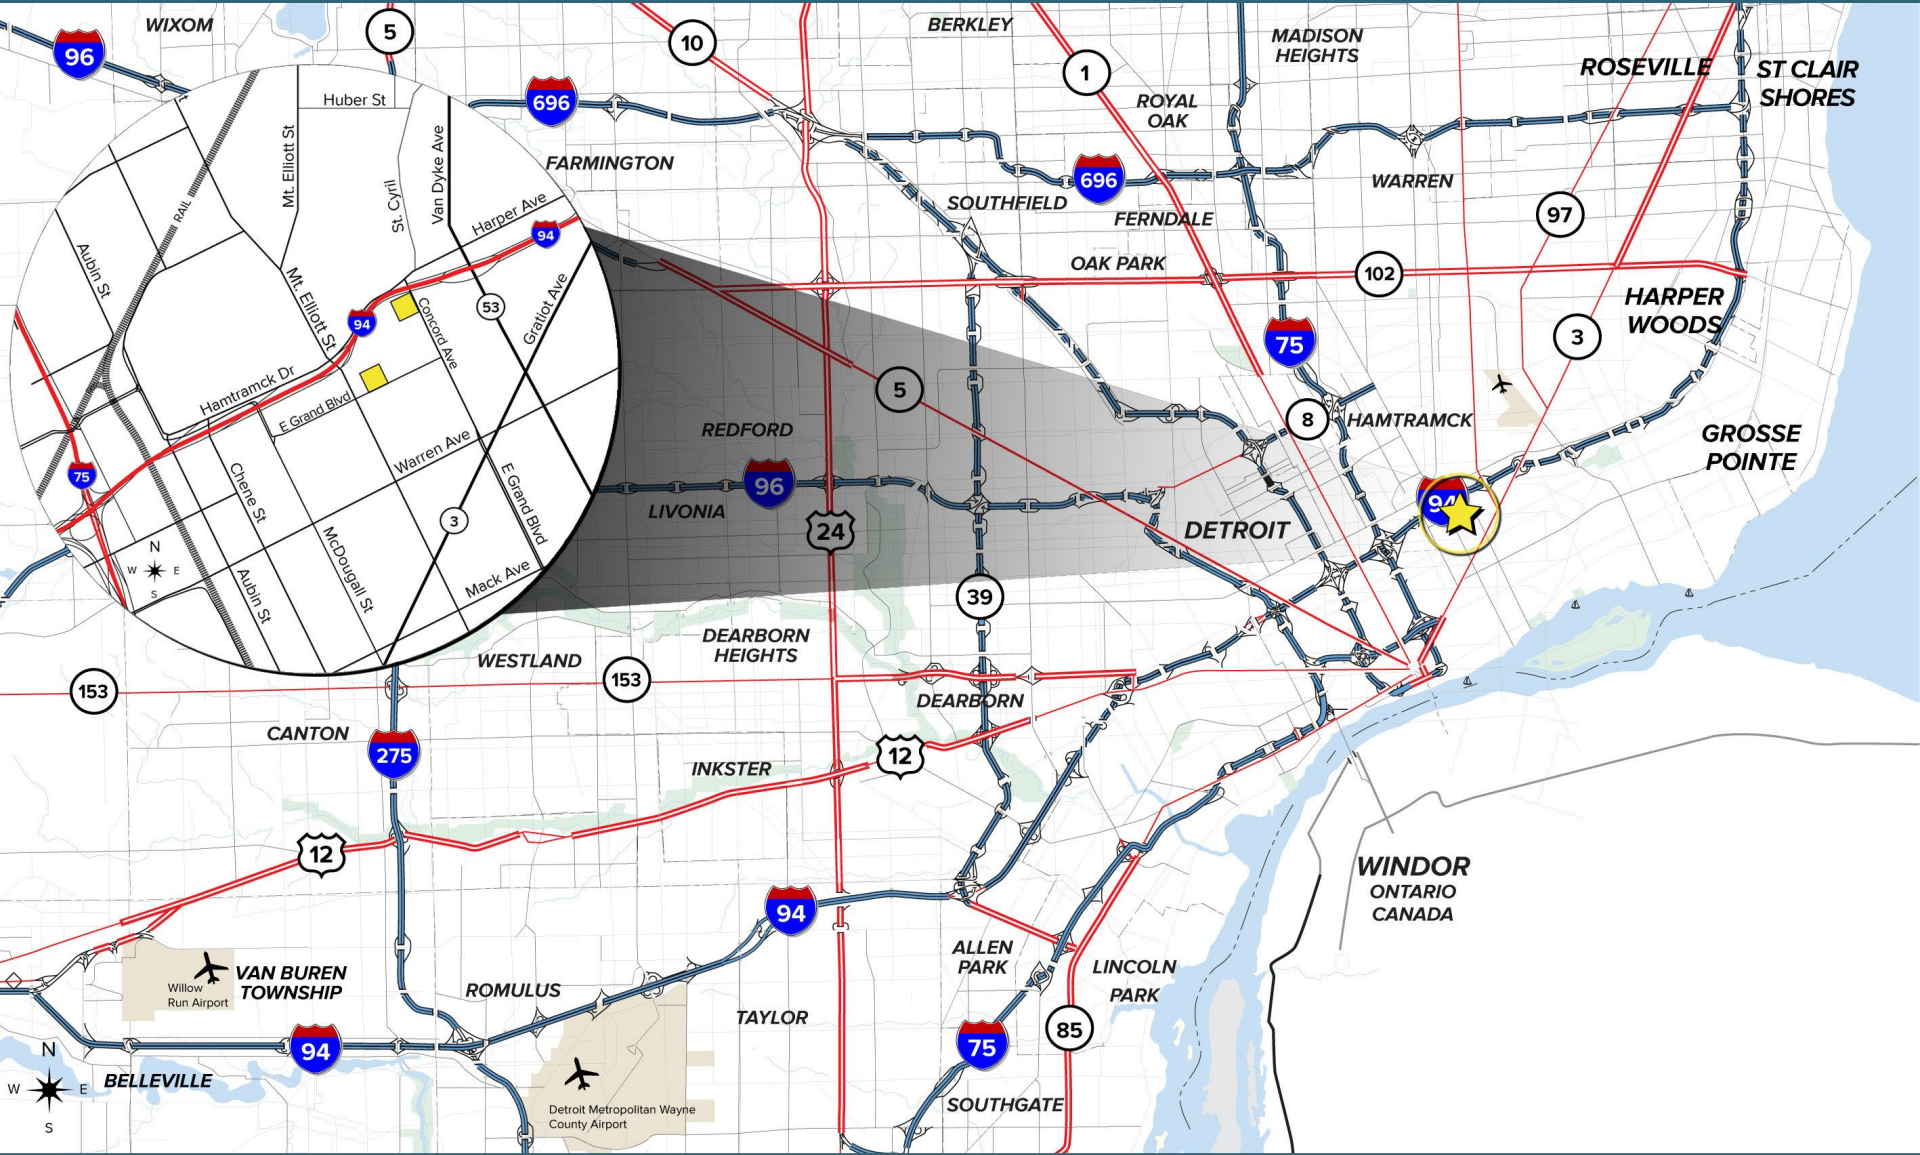 WIXOM
5
10
BERKLEY
MADISON
HEIGHTS
96
1
ROSEVILLE
ST CLAIR
SHORES
696
ROYAL
OAK
FARMINGTON
696
WARREN
SOUTHFIELD
FERNDALE
97
OAK PARK
102
HARPER
WOODS
75
3
5
8
HAMTRAMCK
REDFORD
GROSSE
POINTE
96
LIVONIA
24
DETROIT
94
39
DEARBORN
HEIGHTS
WESTLAND
153
153
DEARBORN
CANTON
275
12
INKSTER
12
WINDOR
ONTARIO
CANADA
94
ALLEN
PARK
LINCOLN
PARK
VAN BUREN
TOWNSHIP
Willow
Run Airport
ROMULUS
TAYLOR
85
75
94
N
W
E
S
BELLEVILLE
Detroit Metropolitan Wayne
County Airport
SOUTHGATE
Huber St
Mt. Elliott St
St. Cyril
Van Dyke Ave
RAIL
Harper Ave
94
Aubin St
Mt. Elliott St
53
Gratiot Ave
94
Concord Ave
Hamtramck Dr
E Grand Blvd
Warren Ave
75
Chene St
E Grand Blvd
3
McDougall St
N
W
E
S
Aubin St
Mack Ave